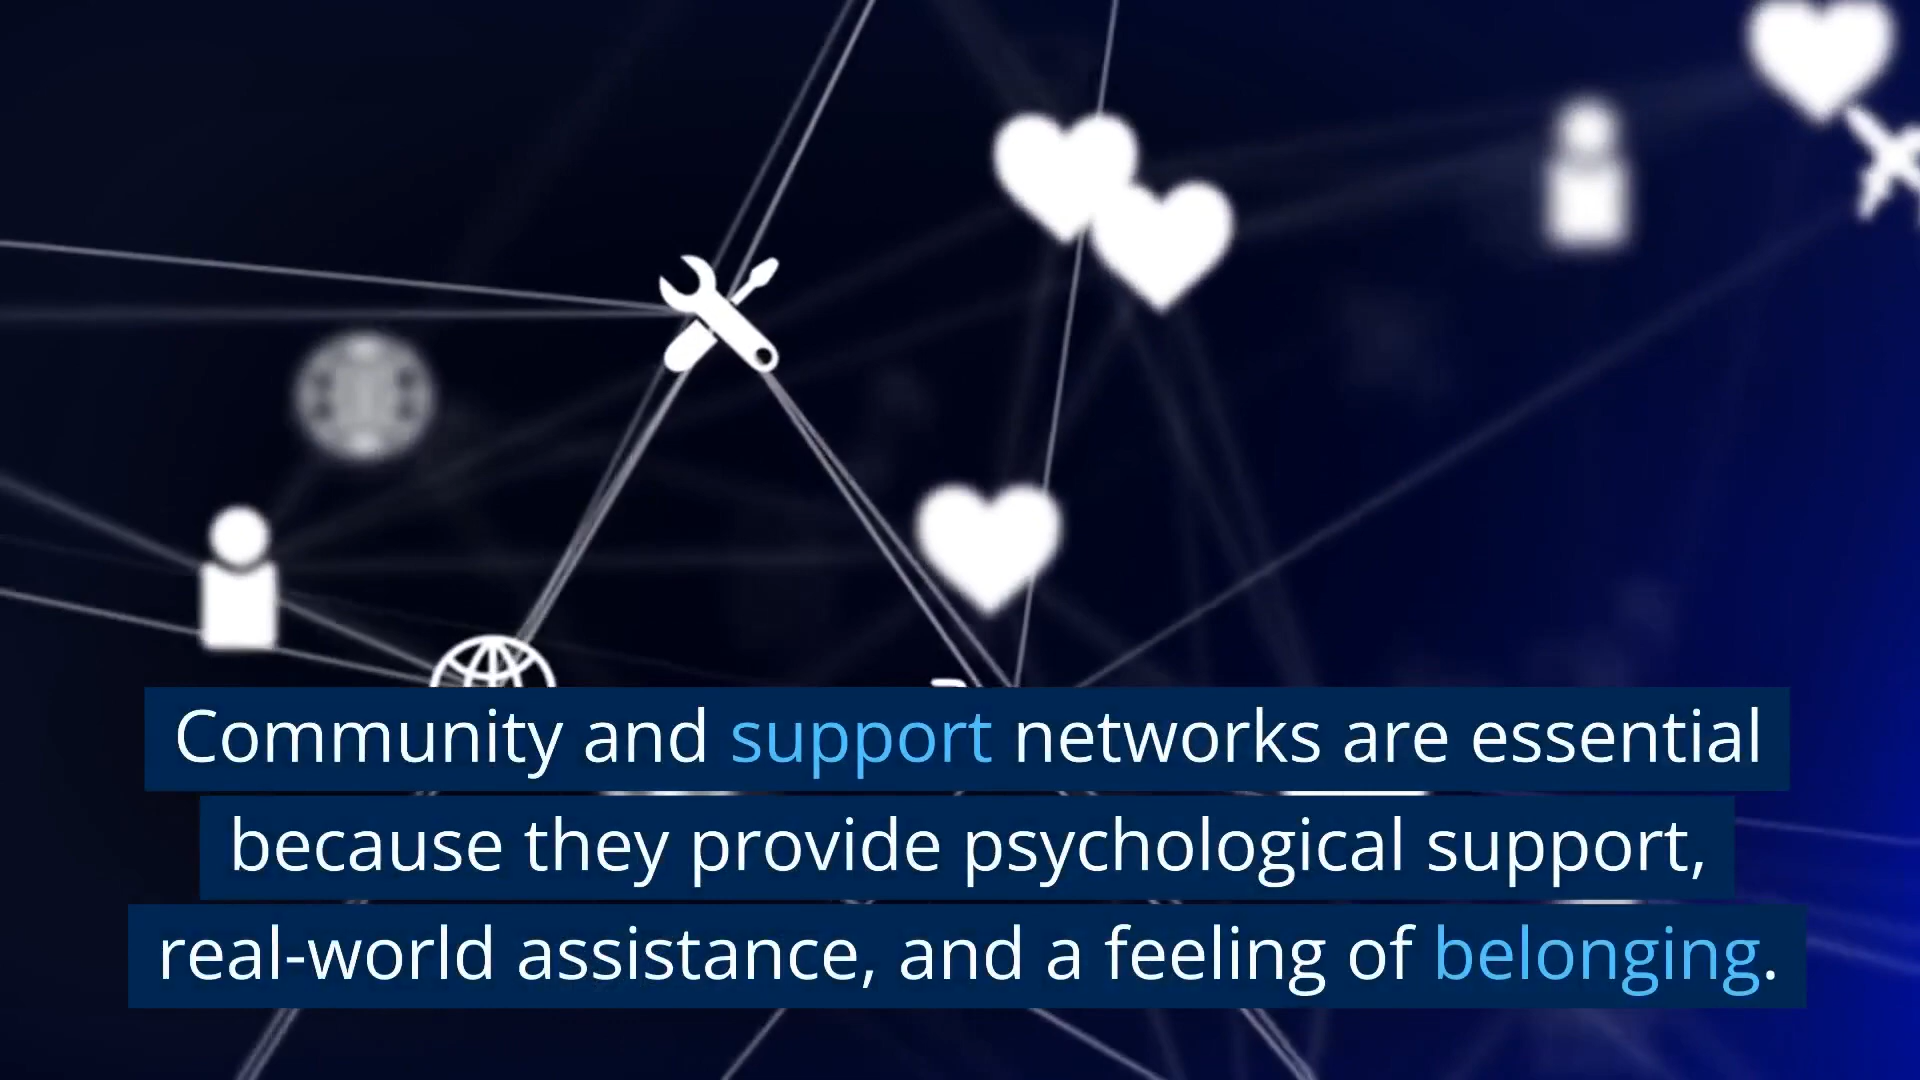 Community and support networks are essential
because they provide psychological support,
real-world assistance, and a feeling of belonging.